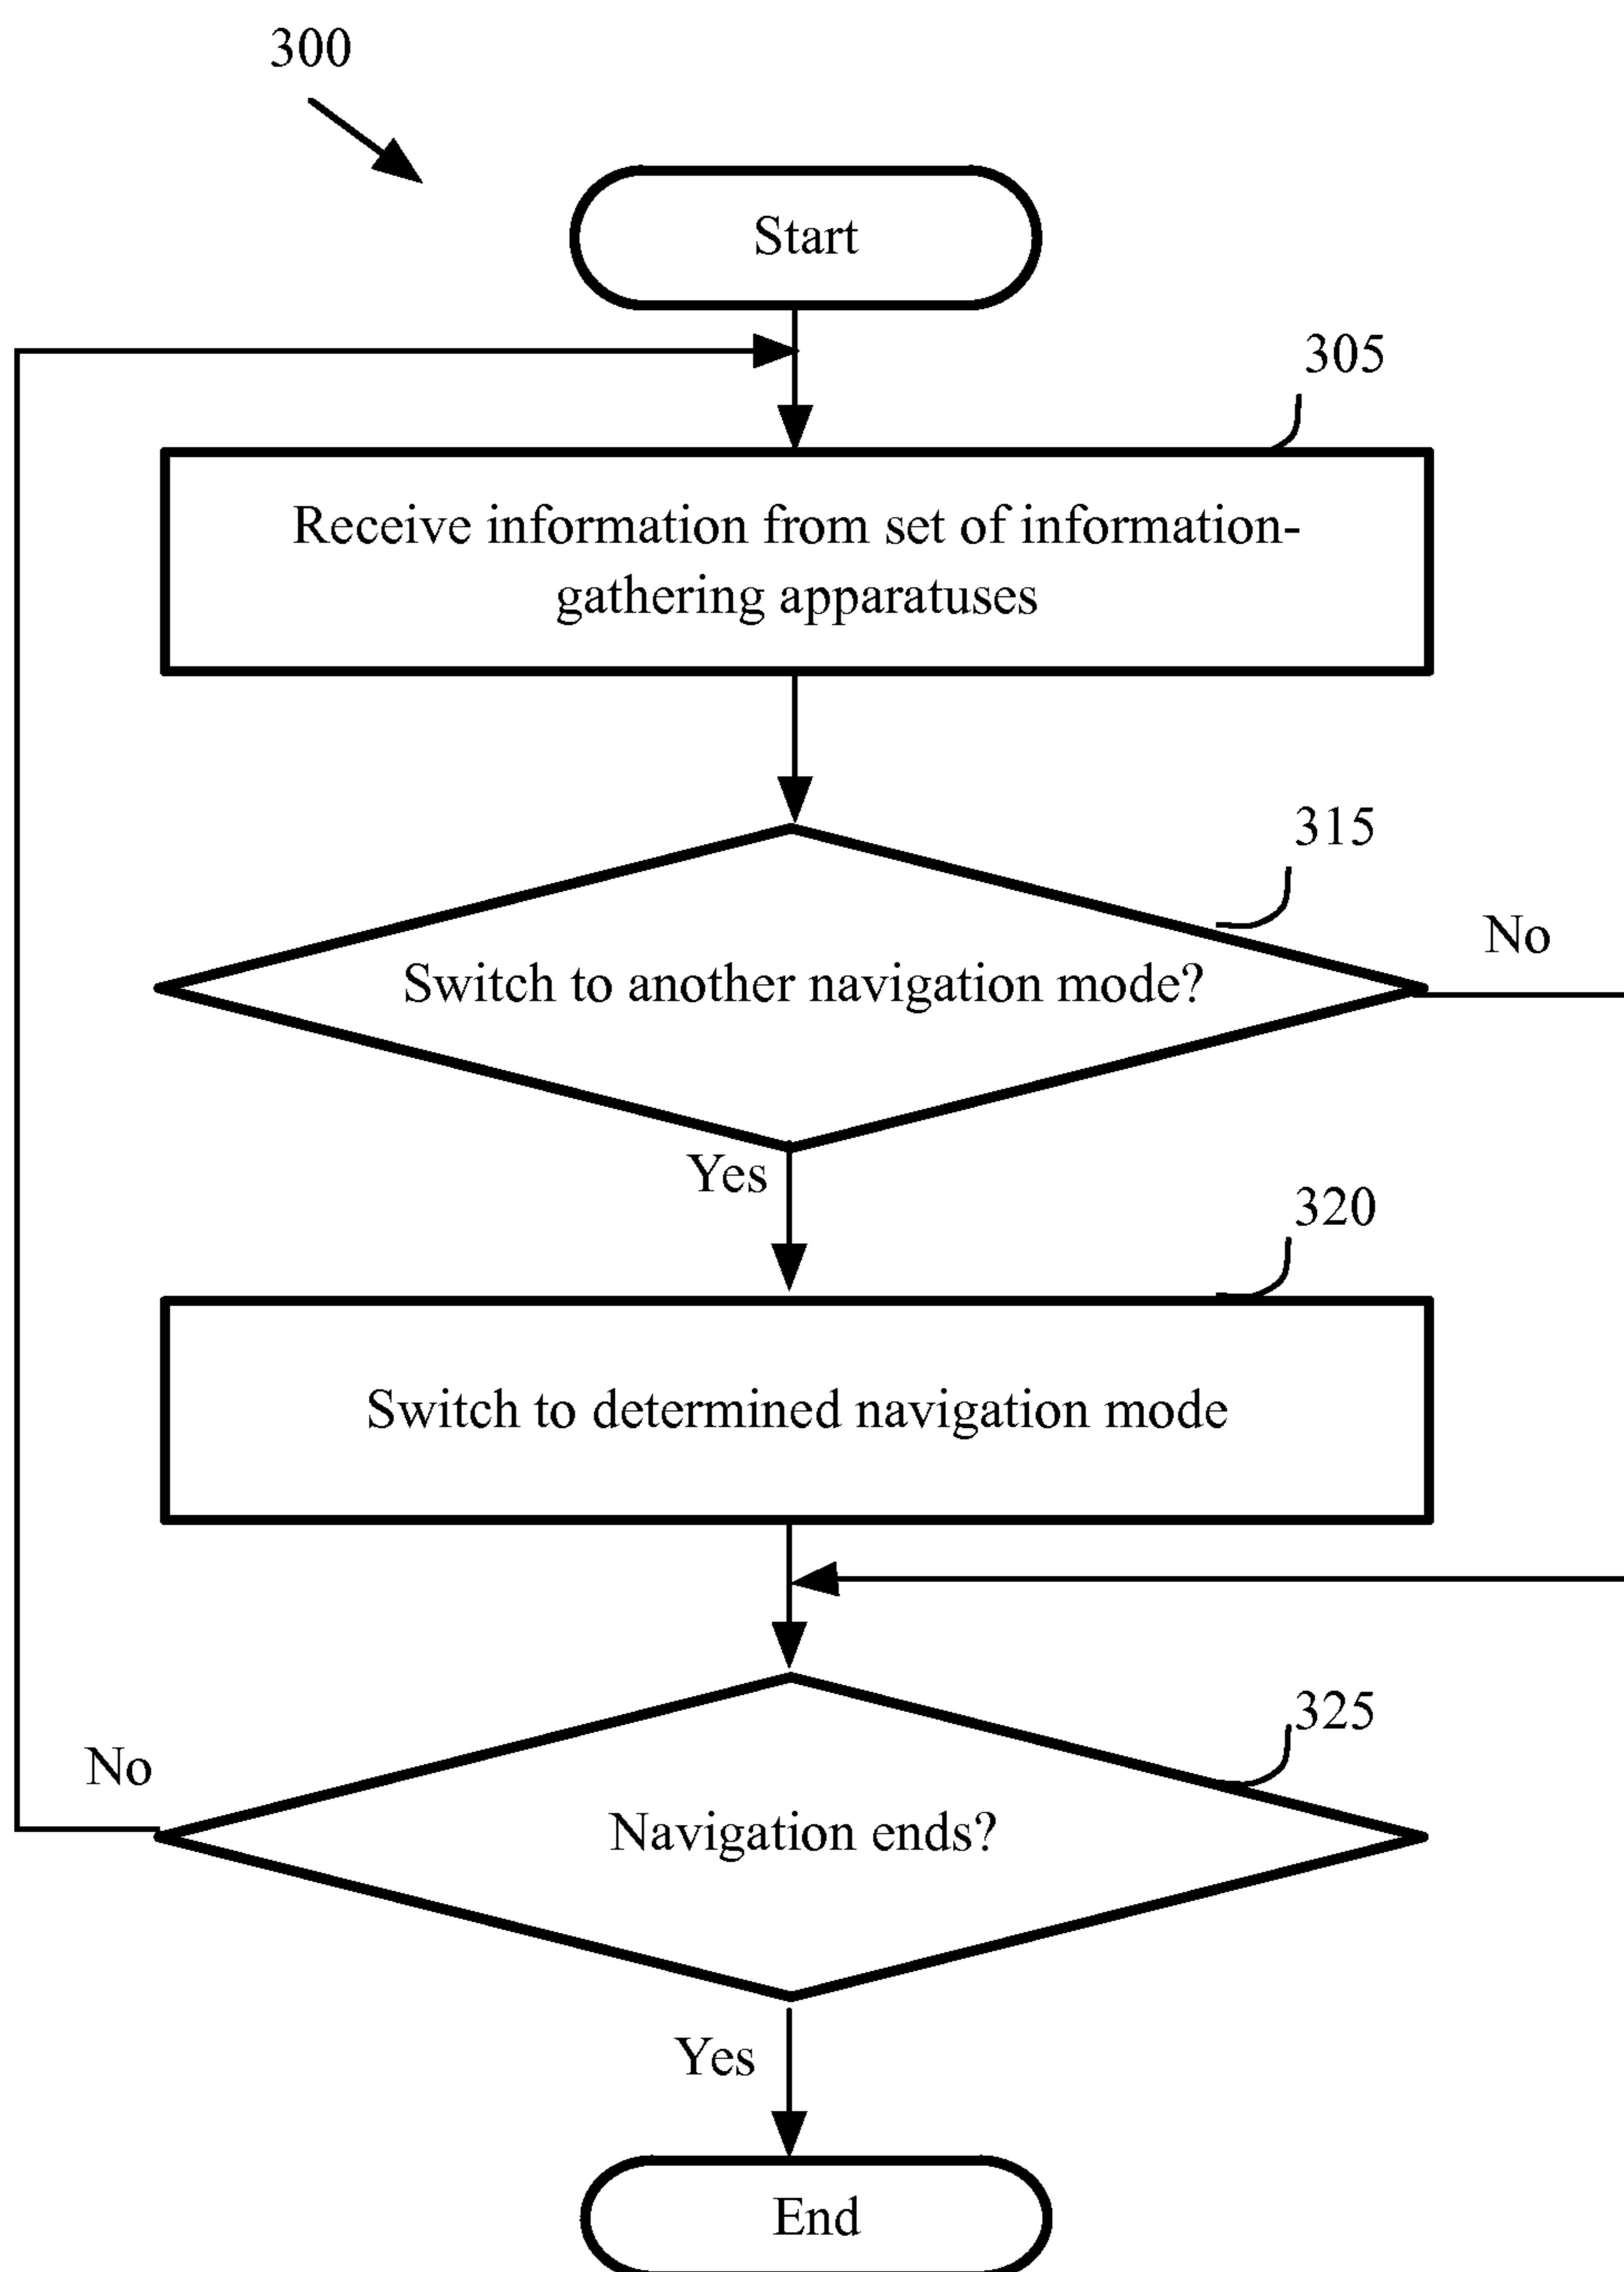 300
Start
305
Receive information from set of information-
gathering apparatuses
315
No
Switch to another navigation mode?
Yes
320
Switch to determined navigation mode
325
No
Navigation ends?
Yes
End